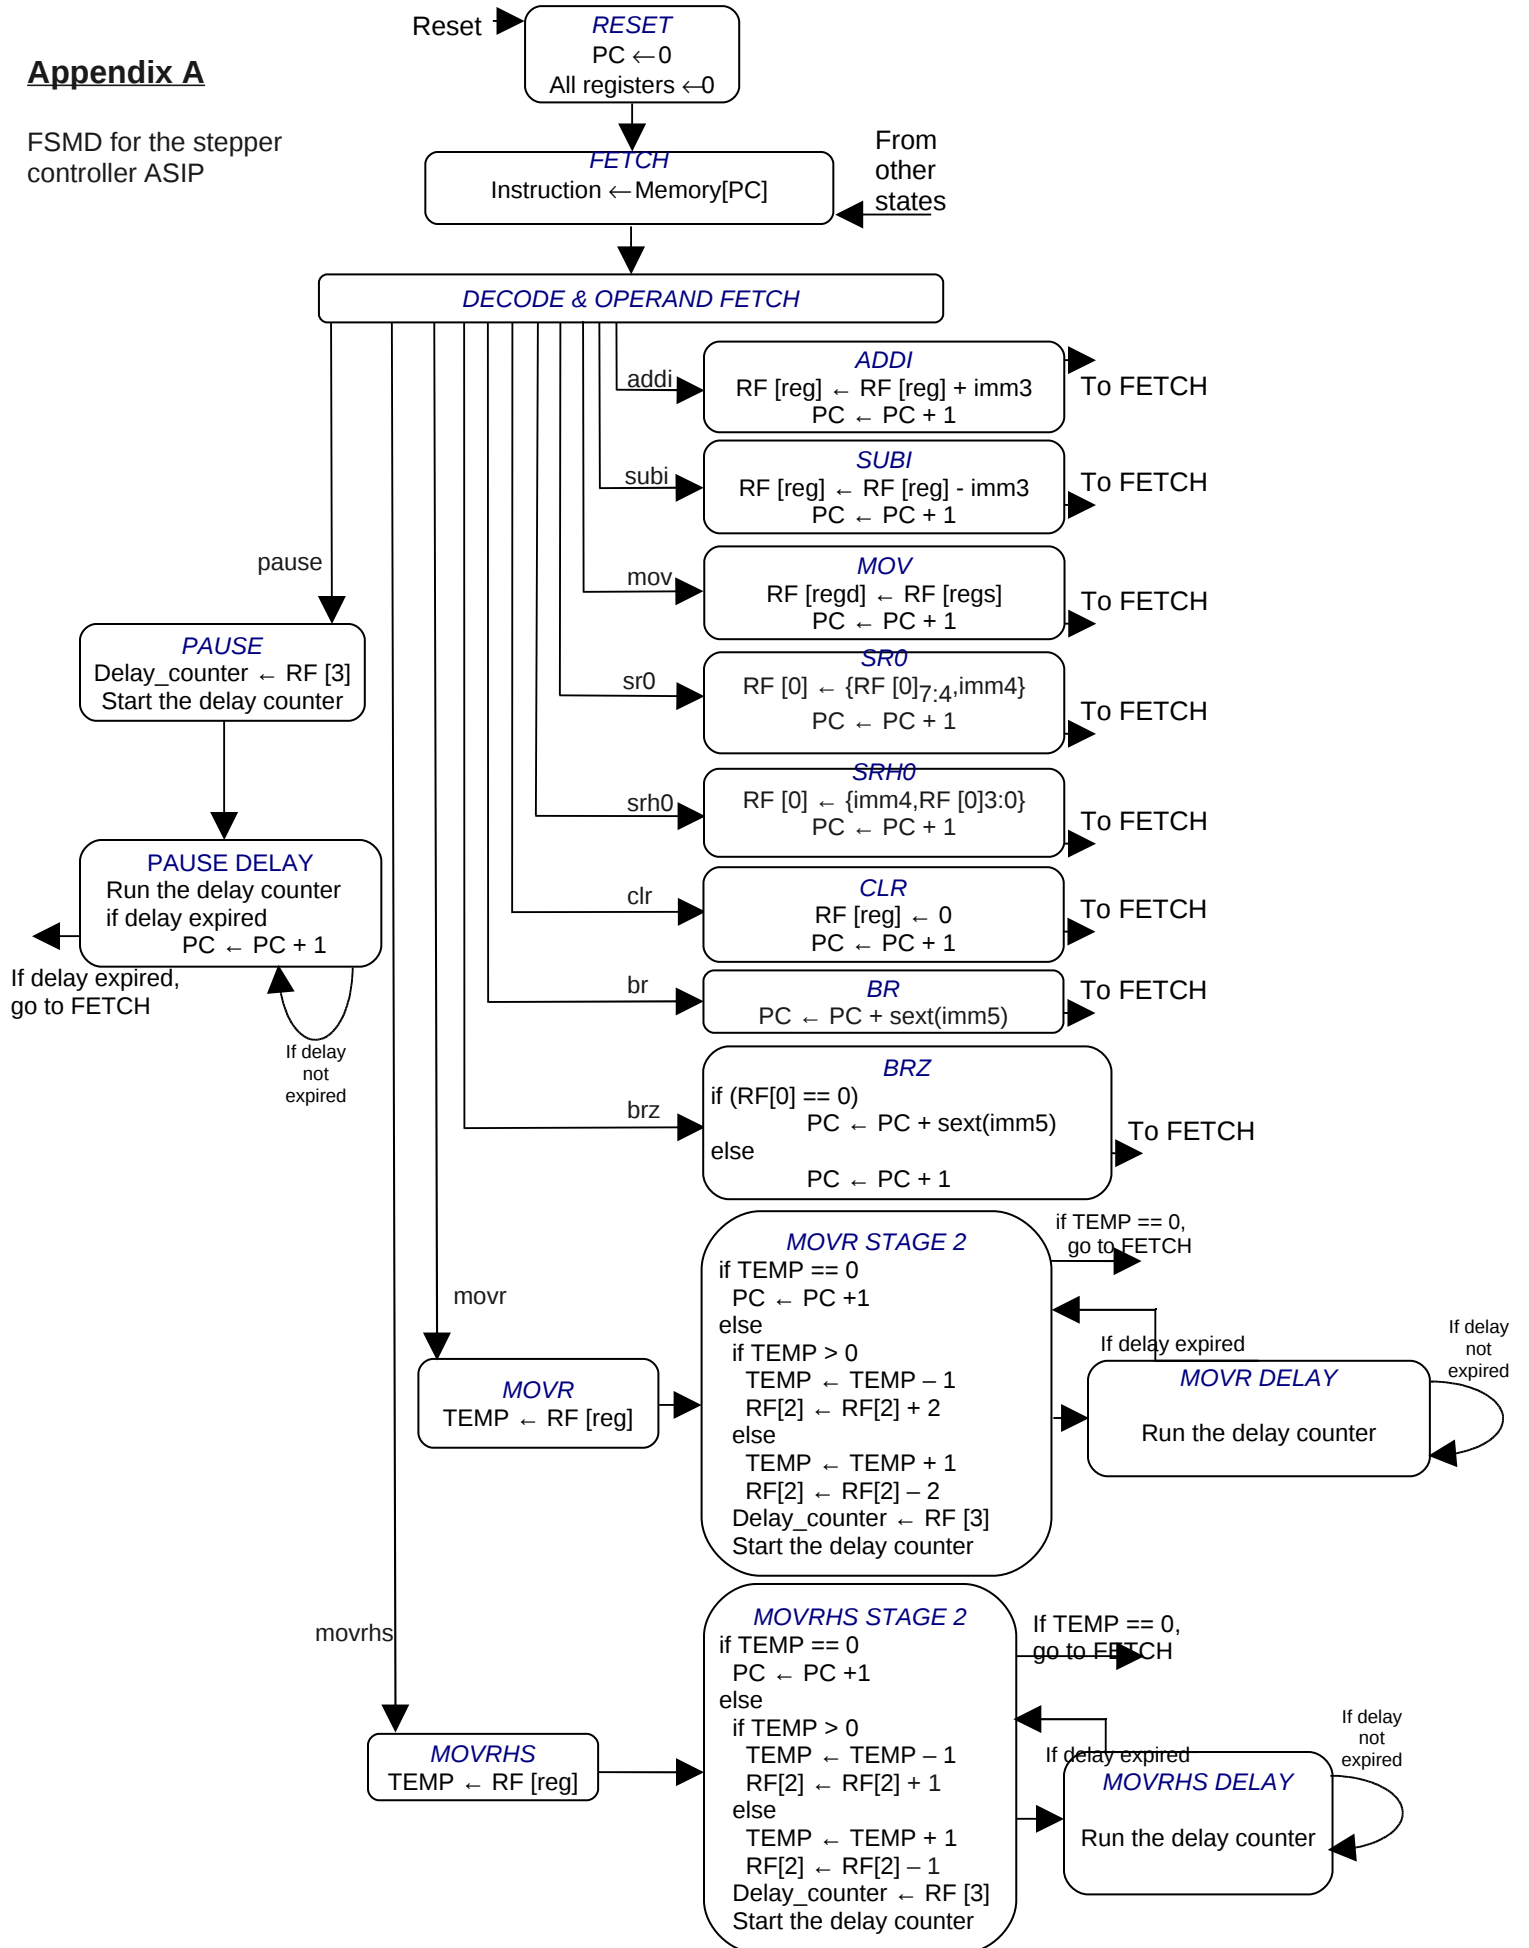 Reset
RESET
PC ←0
All registers ←0
Appendix A
FSMD for the stepper
controller ASIP
FETCH
Instruction ←Memory[PC]
From
other
states
DECODE & OPERAND FETCH
addi
ADDI
RF [reg] ← RF [reg] + imm3
PC ← PC + 1
To FETCH
subi
SUBI
RF [reg] ← RF [reg] - imm3
PC ← PC + 1
To FETCH
mov
MOV
RF [regd] ← RF [regs]
PC ← PC + 1
To FETCH
sr0
SR0
RF [0] ← {RF [0]7:4,imm4}
PC ← PC + 1
To FETCH
srh0
SRH0
RF [0] ← {imm4,RF [0]3:0}
PC ← PC + 1
To FETCH
clr
CLR
RF [reg] ← 0
PC ← PC + 1
To FETCH
br
BR
PC ← PC + sext(imm5)
To FETCH
brz
BRZ
if (RF[0] == 0)
PC ← PC + sext(imm5)
else
PC ← PC + 1
To FETCH
pause
PAUSE
Delay_counter ← RF [3]
Start the delay counter
PAUSE DELAY
Run the delay counter
if delay expired
PC ← PC + 1
If delay expired,
go to FETCH
If delay
not
expired
movr
MOVR
TEMP ← RF [reg]
MOVR STAGE 2
if TEMP == 0
PC ← PC +1
else
if TEMP > 0
TEMP ← TEMP – 1
RF[2] ← RF[2] + 2
else
TEMP ← TEMP + 1
RF[2] ← RF[2] – 2
Delay_counter ← RF [3]
Start the delay counter
if TEMP == 0,
go to FETCH
If delay expired
MOVR DELAY
Run the delay counter
If delay
not
expired
movrhs
MOVRHS
TEMP ← RF [reg]
MOVRHS STAGE 2
if TEMP == 0
PC ← PC +1
else
if TEMP > 0
TEMP ← TEMP – 1
RF[2] ← RF[2] + 1
else
TEMP ← TEMP + 1
RF[2] ← RF[2] – 1
Delay_counter ← RF [3]
Start the delay counter
If TEMP == 0,
go to FETCH
If delay expired
MOVRHS DELAY
Run the delay counter
If delay
not
expired